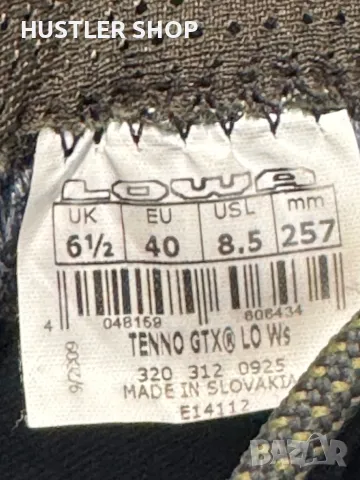 HUSTLER SHOP
LOWA
UK EU USL mm
6½ 40 8.5 257
4 048159 606434
TENNO GTX® LO Ws
320 312 0925
MADE IN SLOVAKIA
E14112
BAZAR